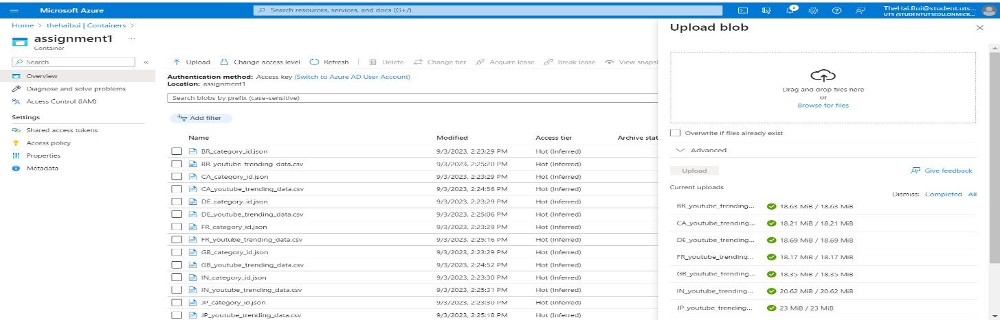 Microsoft Azure
Search resources, services, and docs (G+/)
5
TheHai.Bui@student.uts...
UTS (STUDENTUTSEDU.ONMICR...
Home > thehaibui | Containers >
assignment1 ...
Container
Search
«
Overview
Diagnose and solve problems
Access Control (IAM)
Settings
Shared access tokens
Access policy
Properties
Metadata
Upload Change access level Refresh Delete Change tier Acquire lease Break lease View snaps
Authentication method: Access key (Switch to Azure AD User Account)
Location: assignment1
Search blobs by prefix (case-sensitive)
Add filter
Name Modified Access tier Archive stat
BR_category_id.json 9/3/2023, 2:23:29 PM Hot (Inferred)
BR_youtube_trending_data.csv 9/3/2023, 2:25:20 PM Hot (Inferred)
CA_category_id.json 9/3/2023, 2:23:29 PM Hot (Inferred)
CA_youtube_trending_data.csv 9/3/2023, 2:24:56 PM Hot (Inferred)
DE_category_id.json 9/3/2023, 2:23:29 PM Hot (Inferred)
DE_youtube_trending_data.csv 9/3/2023, 2:25:06 PM Hot (Inferred)
FR_category_id.json 9/3/2023, 2:23:29 PM Hot (Inferred)
FR_youtube_trending_data.csv 9/3/2023, 2:25:16 PM Hot (Inferred)
GB_category_id.json 9/3/2023, 2:23:29 PM Hot (Inferred)
GB_youtube_trending_data.csv 9/3/2023, 2:24:52 PM Hot (Inferred)
IN_category_id.json 9/3/2023, 2:23:30 PM Hot (Inferred)
IN_youtube_trending_data.csv 9/3/2023, 2:25:31 PM Hot (Inferred)
JP_category_id.json 9/3/2023, 2:23:30 PM Hot (Inferred)
JP_youtube_trending_data.csv 9/3/2023, 2:25:18 PM Hot (Inferred)
Upload blob
Drag and drop files here
or
Browse for files
Overwrite if files already exist
Advanced
Upload Give feedback
Current uploads
Dismiss: Completed All
BR_youtube_trending... 18.63 MiB / 18.63 MiB
CA_youtube_trending... 18.21 MiB / 18.21 MiB
DE_youtube_trending... 18.69 MiB / 18.69 MiB
FR_youtube_trending... 18.17 MiB / 18.17 MiB
GB_youtube_trending... 18.35 MiB / 18.35 MiB
IN_youtube_trending... 20.62 MiB / 20.62 MiB
JP_youtube_trending... 23 MiB / 23 MiB